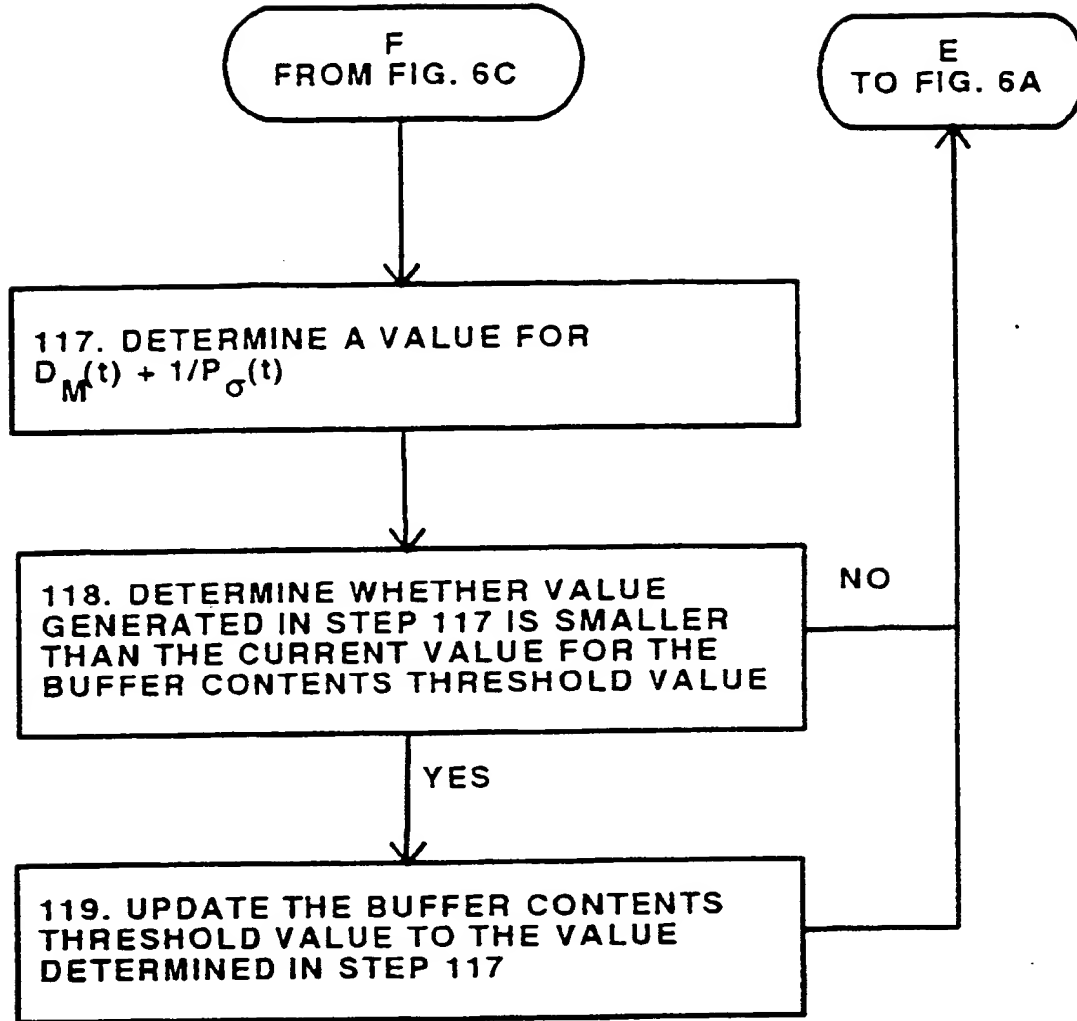 F
FROM FIG. 6C
E
TO FIG. 6A
117. DETERMINE A VALUE FOR
D_M(t) + 1/P_σ(t)
118. DETERMINE WHETHER VALUE
GENERATED IN STEP 117 IS SMALLER
THAN THE CURRENT VALUE FOR THE
BUFFER CONTENTS THRESHOLD VALUE
NO
YES
119. UPDATE THE BUFFER CONTENTS
THRESHOLD VALUE TO THE VALUE
DETERMINED IN STEP 117